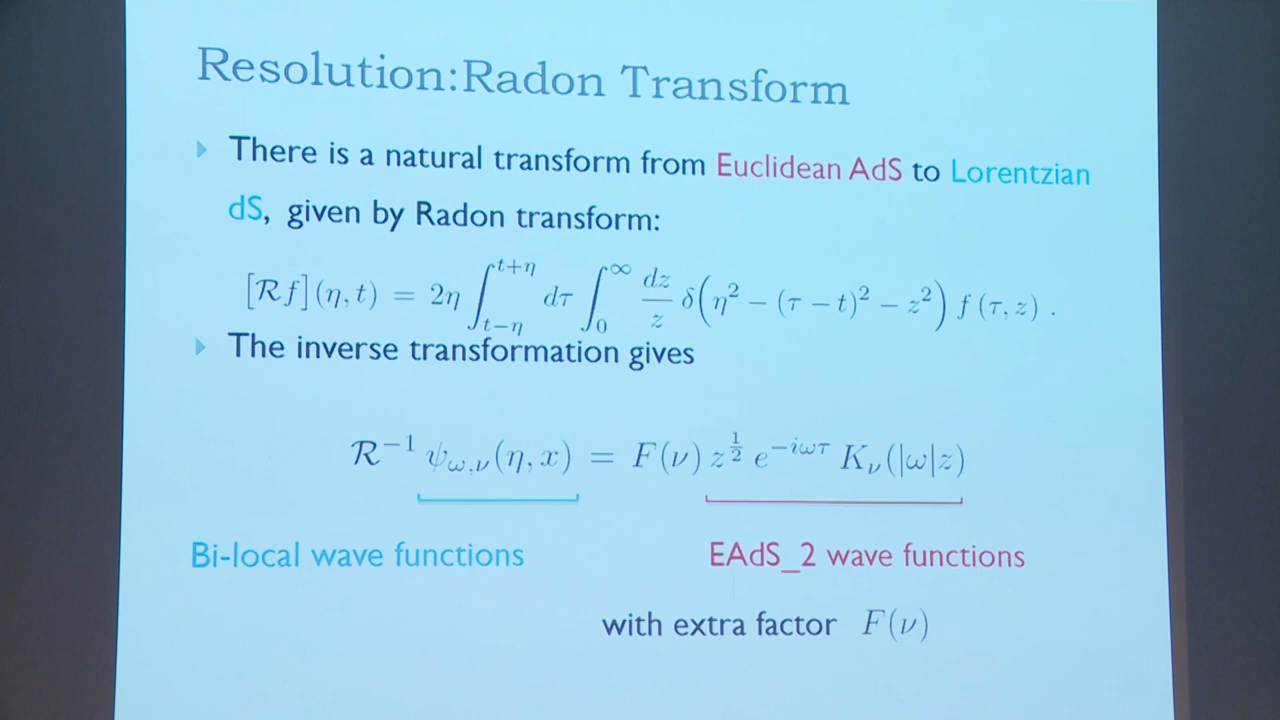 Resolution:Radon Transform
There is a natural transform from Euclidean AdS to Lorentzian
dS, given by Radon transform:
[ℛf](η, t) = 2η ∫_{t−η}^{t+η} dτ ∫_0^∞ dz/z δ(η² − (τ − t)² − z²) f(τ, z) .
The inverse transformation gives
ℛ⁻¹ ψ_{ω,ν}(η, x) = F(ν) z^{1/2} e^{−iωτ} K_ν(|ω|z)
Bi-local wave functions
EAdS_2 wave functions
with extra factor F(ν)